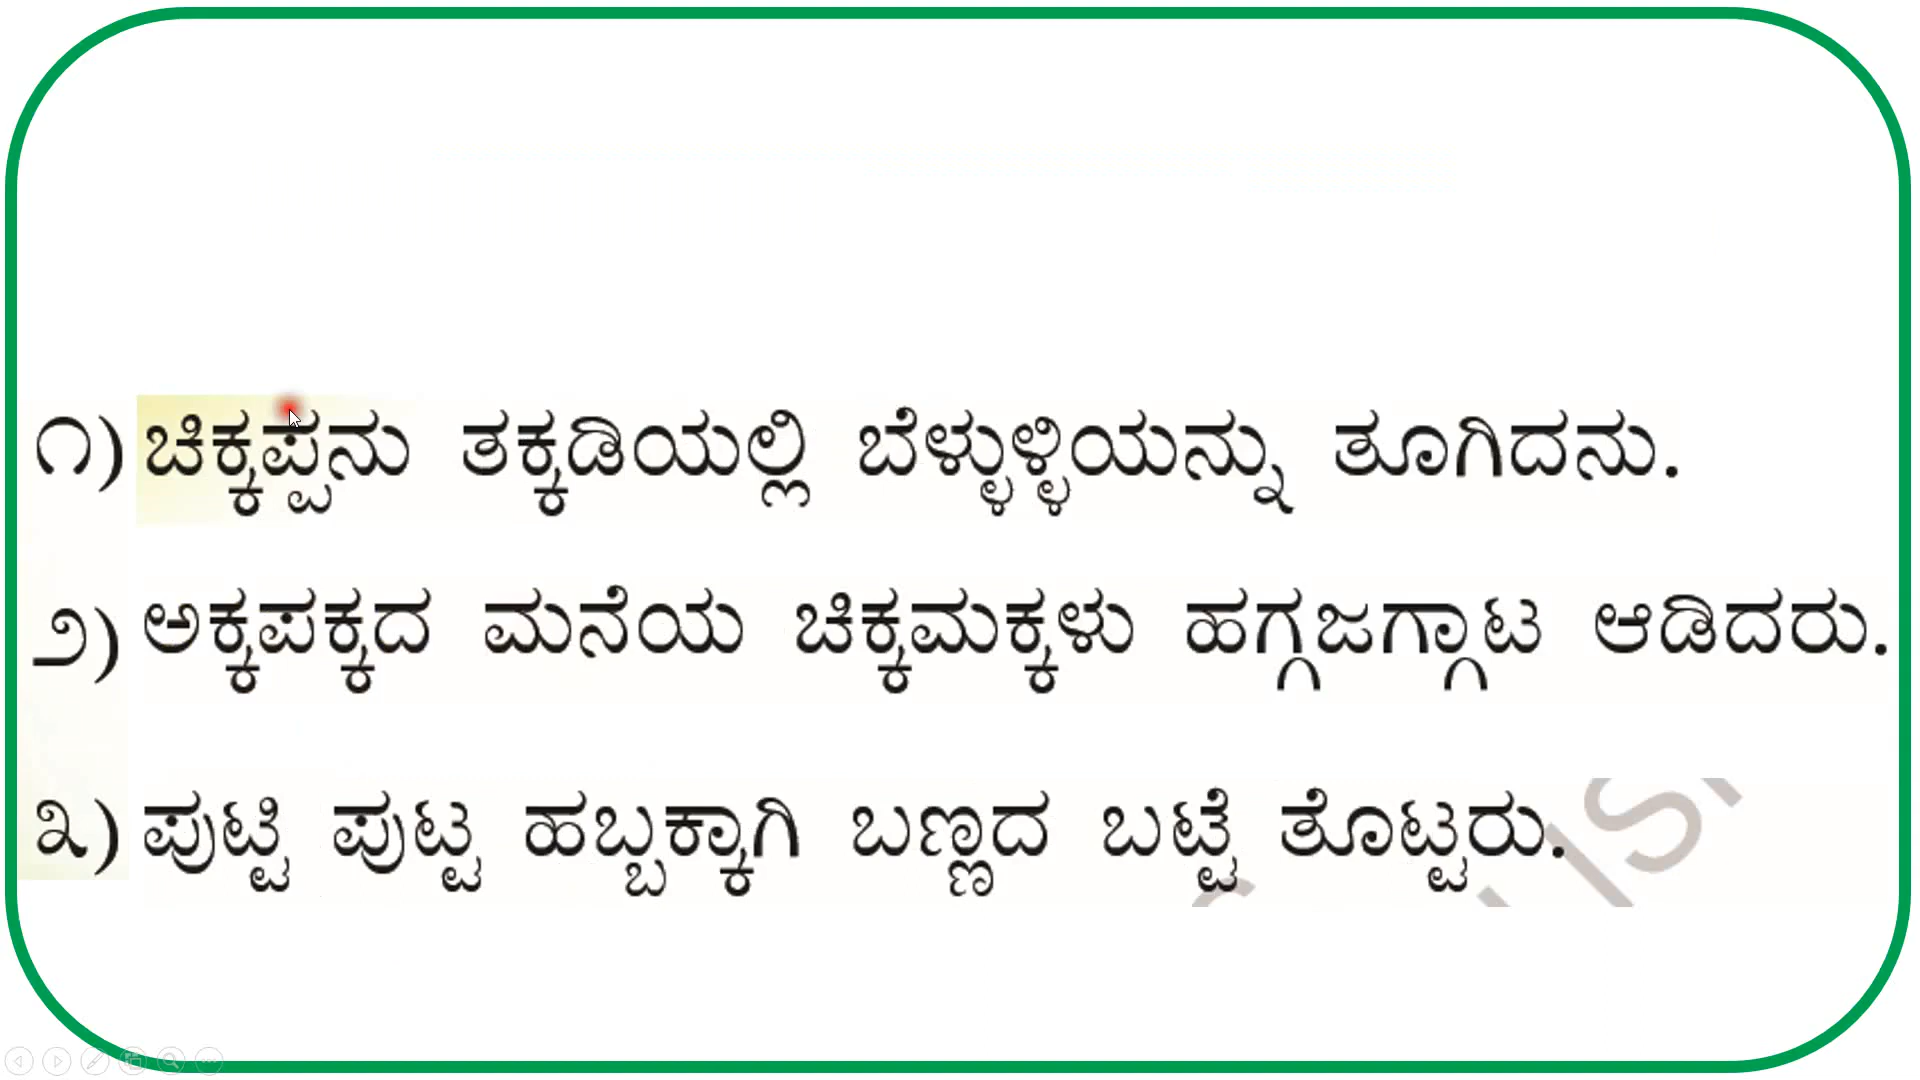 ೧) ಚಿಕ್ಕಪ್ಪನು ತಕ್ಕಡಿಯಲ್ಲಿ ಬೆಳ್ಳುಳ್ಳಿಯನ್ನು ತೂಗಿದನು.
೨) ಅಕ್ಕಪಕ್ಕದ ಮನೆಯ ಚಿಕ್ಕಮಕ್ಕಳು ಹಗ್ಗಜಗ್ಗಾಟ ಆಡಿದರು.
೩) ಪುಟ್ಟಿ ಪುಟ್ಟ ಹಬ್ಬಕ್ಕಾಗಿ ಬಣ್ಣದ ಬಟ್ಟೆ ತೊಟ್ಟರು.